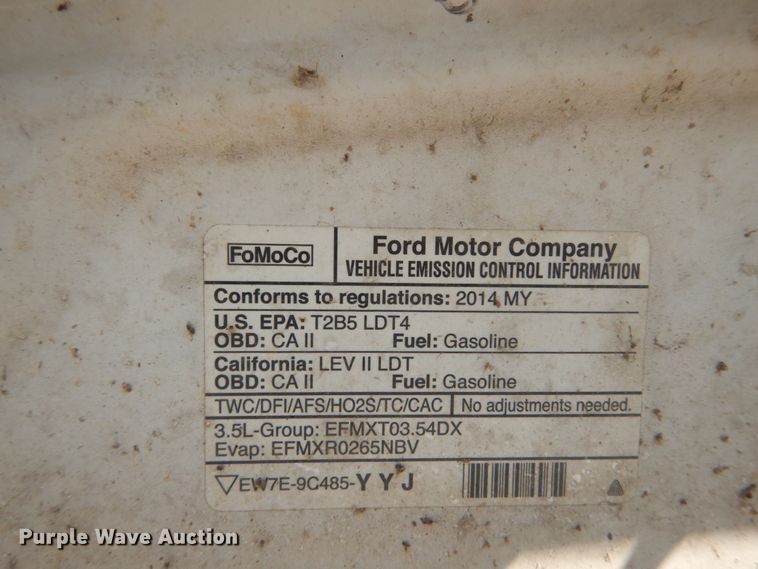 FoMoCo
Ford Motor Company
VEHICLE EMISSION CONTROL INFORMATION
Conforms to regulations: 2014 MY
U.S. EPA: T2B5 LDT4
OBD: CA II Fuel: Gasoline
California: LEV II LDT
OBD: CA II Fuel: Gasoline
TWC/DFI/AFS/HO2S/TC/CAC No adjustments needed.
3.5L-Group: EFMXT03.54DX
Evap: EFMXR0265NBV
EW7E-9C485-YYJ
Purple Wave Auction